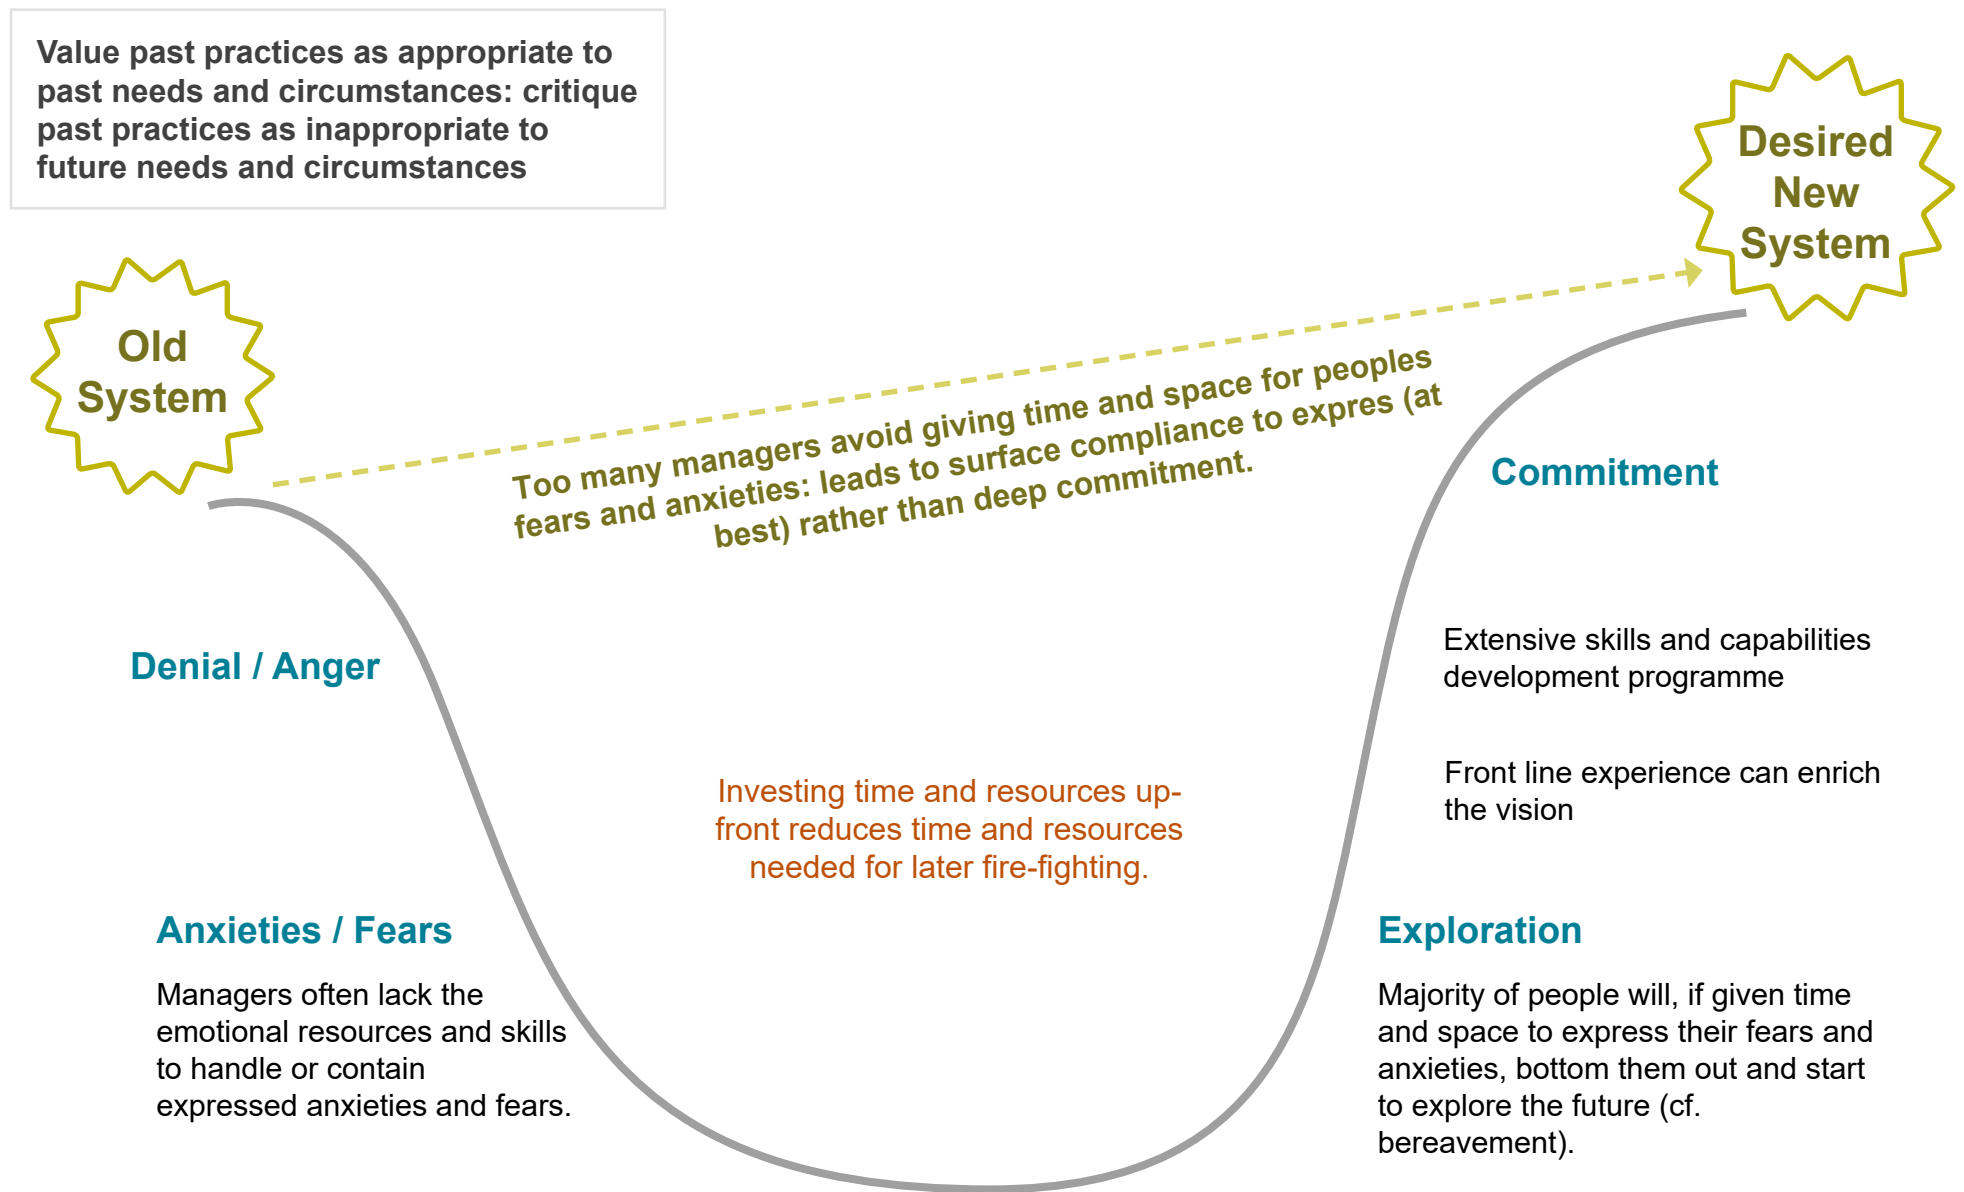 Value past practices as appropriate to
past needs and circumstances: critique
past practices as inappropriate to
future needs and circumstances
Desired
New
System
Old
System
Too many managers avoid giving time and space for peoples
fears and anxieties: leads to surface compliance to expres (at
best) rather than deep commitment.
Commitment
Extensive skills and capabilities
development programme
Front line experience can enrich
the vision
Denial / Anger
Investing time and resources up-
front reduces time and resources
needed for later fire-fighting.
Anxieties / Fears
Managers often lack the
emotional resources and skills
to handle or contain
expressed anxieties and fears.
Exploration
Majority of people will, if given time
and space to express their fears and
anxieties, bottom them out and start
to explore the future (cf.
bereavement).